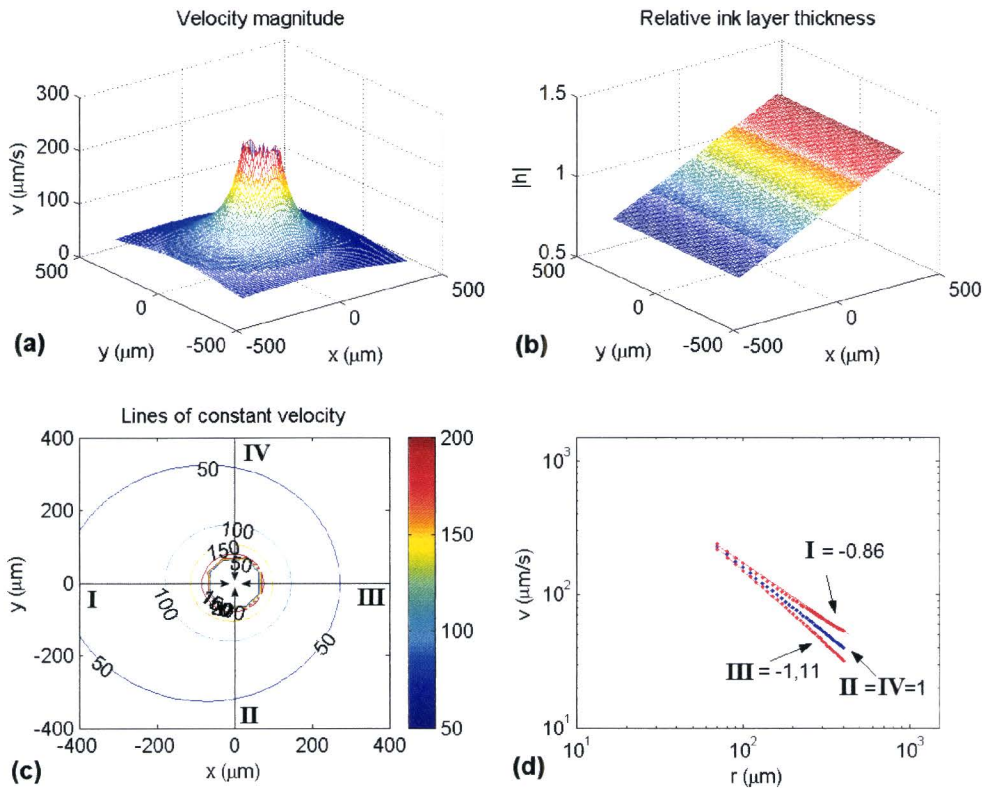 Velocity magnitude
300
200
100
0
v (μm/s)
500
0
-500
y (μm)
-500
0
500
x (μm)
(a)
Relative ink layer thickness
1.5
1
0.5
|h|
500
0
-500
y (μm)
-500
0
500
x (μm)
(b)
Lines of constant velocity
400
200
0
-200
-400
y (μm)
-400
-200
0
200
400
x (μm)
IV
I
III
II
50
100
150
50
100
50
50
200
150
100
50
(c)
10³
10²
10¹
v (μm/s)
10¹
10²
10³
r (μm)
I = -0.86
III = -1,11
II =IV=1
(d)